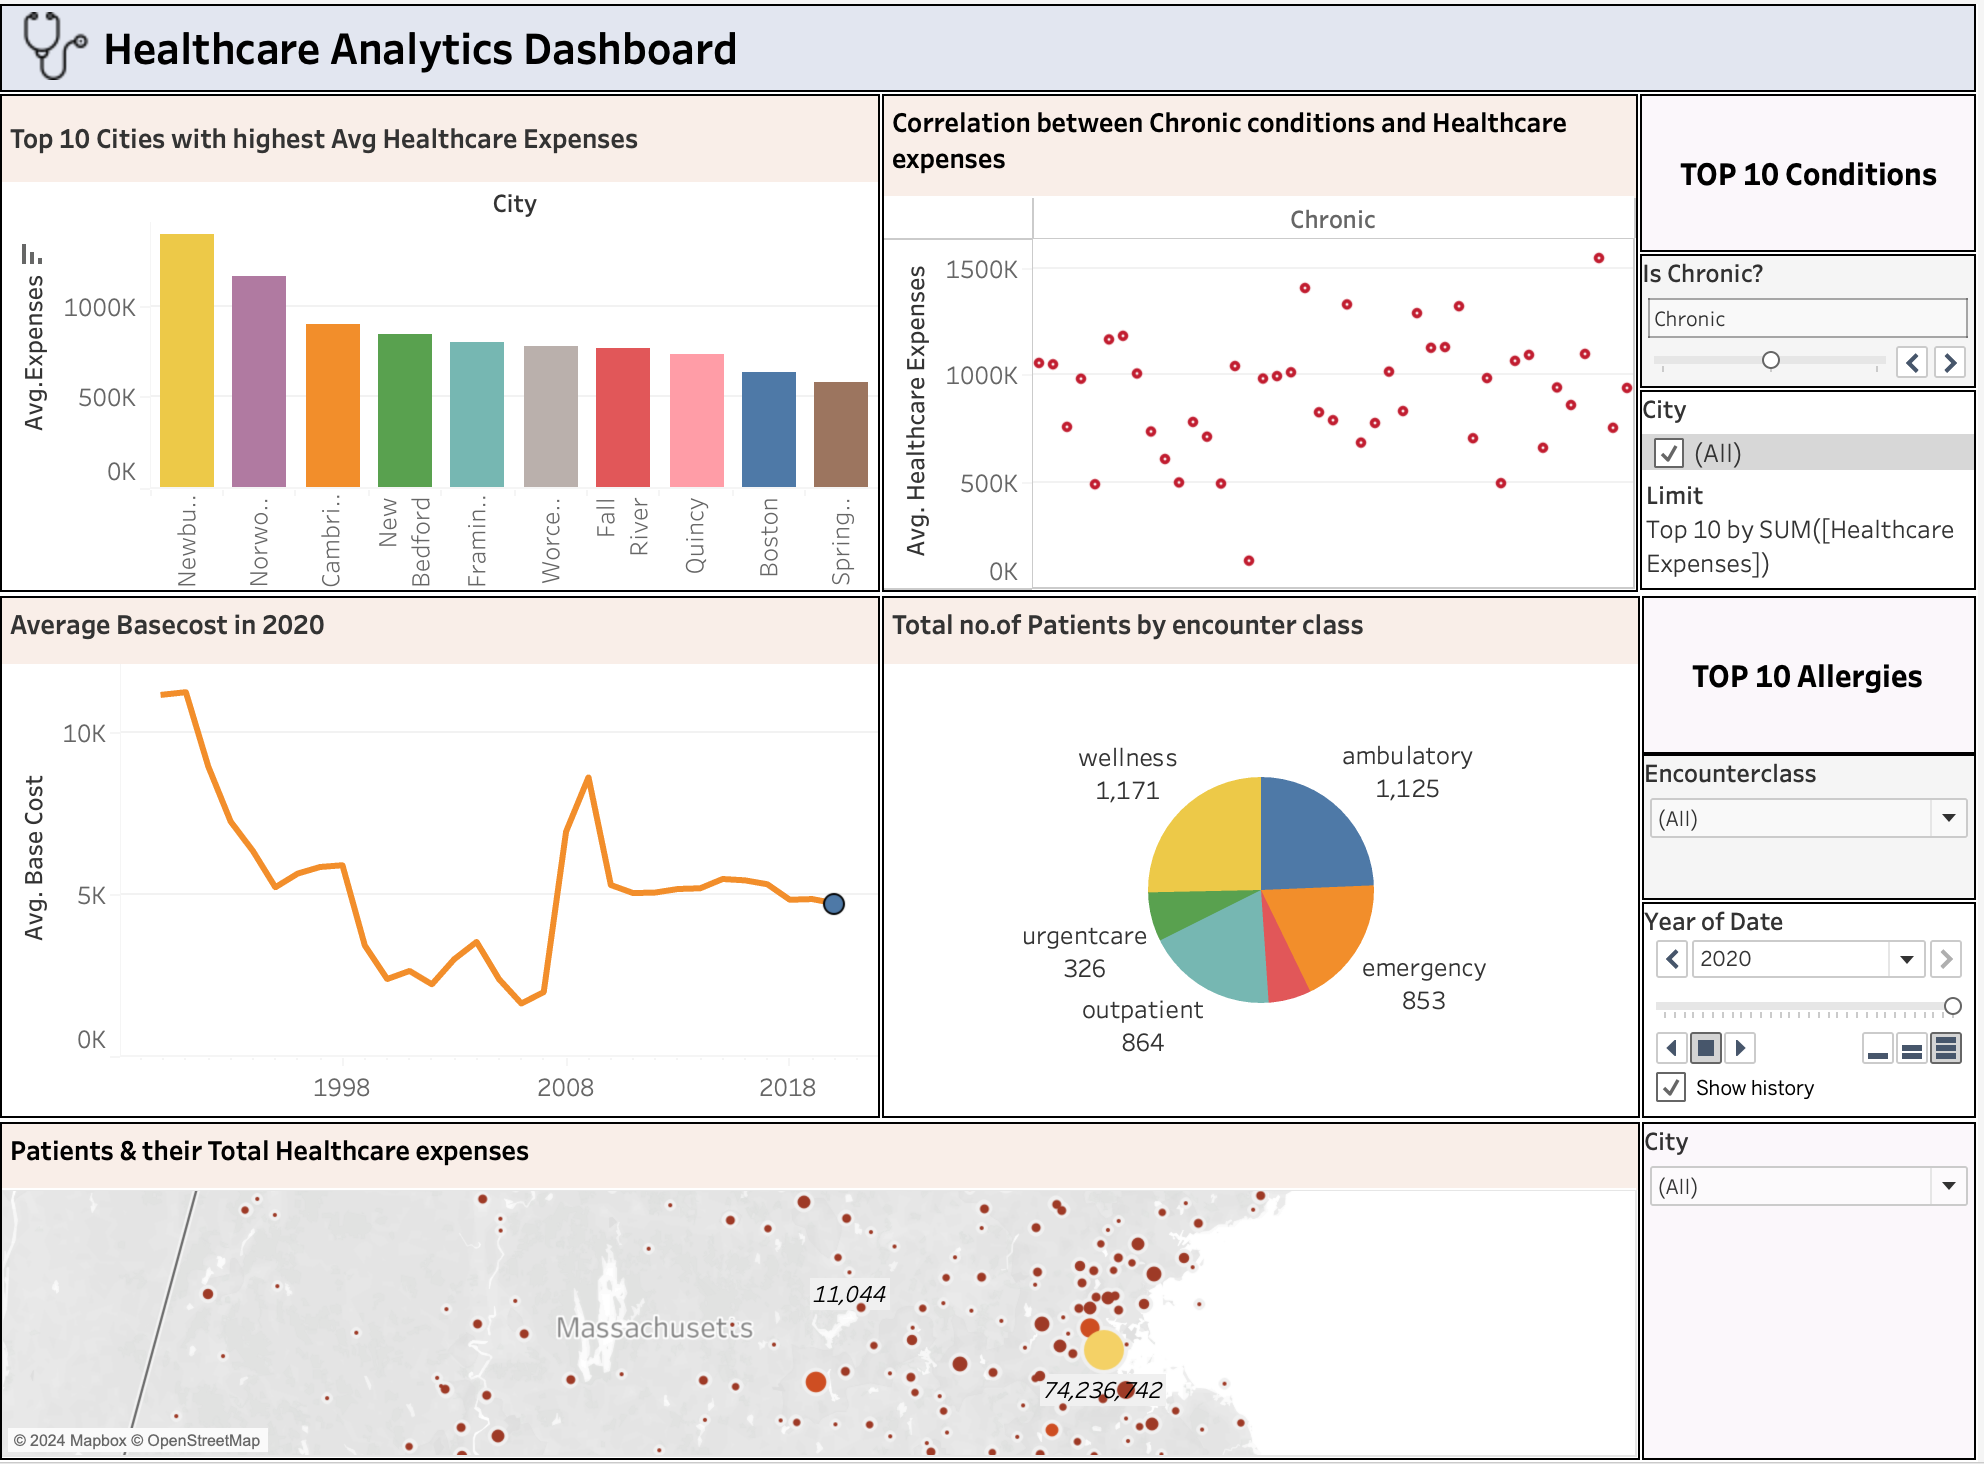 Healthcare Analytics Dashboard
Top 10 Cities with highest Avg Healthcare Expenses
City
Avg.Expenses
1000K
500K
0K
Newbu..
Norwo..
Cambri..
New
Bedford
Framin..
Worce..
Fall
River
Quincy
Boston
Spring..
Correlation between Chronic conditions and Healthcare
expenses
Chronic
Avg. Healthcare Expenses
1500K
1000K
500K
0K
TOP 10 Conditions
Is Chronic?
Chronic
City
(All)
Limit
Top 10 by SUM([Healthcare
Expenses])
Average Basecost in 2020
Avg. Base Cost
10K
5K
0K
1998
2008
2018
Total no.of Patients by encounter class
wellness
1,171
ambulatory
1,125
urgentcare
326
emergency
853
outpatient
864
TOP 10 Allergies
Encounterclass
(All)
Year of Date
2020
Show history
Patients & their Total Healthcare expenses
11,044
Massachusetts
74,236,742
© 2024 Mapbox © OpenStreetMap
City
(All)